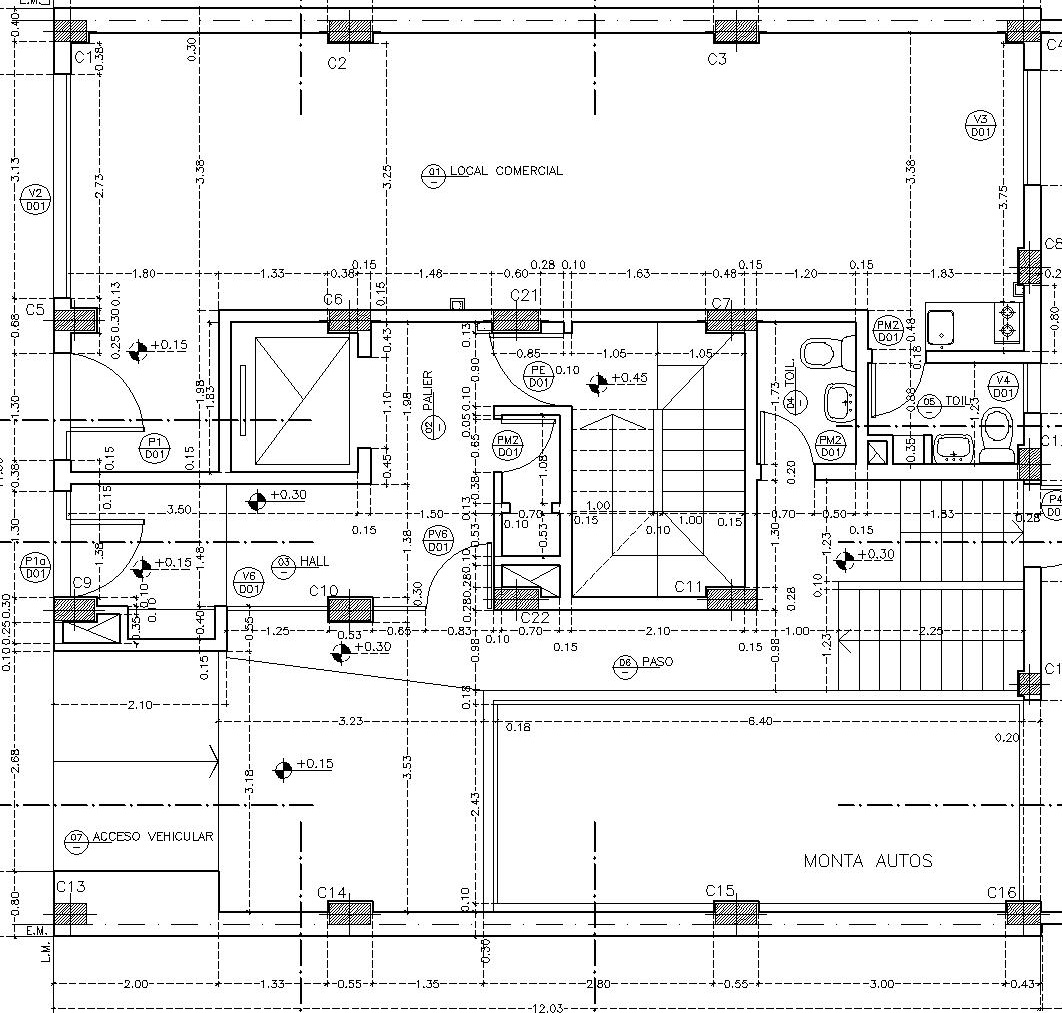 E.M.
0.40
C1
0.38
0.30
C2
C3
C4
V3
D01
01 LOCAL COMERCIAL
3.13
2.73
3.38
3.25
3.38
3.75
V2
D01
C8
1.80
1.33
0.38
0.15
1.48
0.60
0.28
0.10
1.63
0.48
0.15
1.20
0.15
1.83
C5
0.68
0.25 0.30 0.13
C6
0.15
C21
C7
0.80
+0.15
0.43
0.13
PM2
D01
0.48
0.18
0.85
1.05
1.05
PE
D01
0.10
+0.45
0.90
1.98
1.83
1.10
1.98
02 PALIER
1.73
04 TOIL.
V4
D01
05 TOIL.
0.88
1.23
1.30
0.10
0.05
0.65
PM2
D01
PM2
D01
P1
D01
0.15
0.15
0.45
1.08
0.35
0.38
0.38
0.20
0.15
+0.30
3.50
0.15
1.50
0.13
0.70
0.10
1.00
0.15
0.10
1.00
0.15
0.70
0.50
0.15
1.83
0.28
P4
1.30
1.38
1.48
1.38
PV6
D01
0.53
0.53
1.30
1.23
+0.30
P1a
D01
+0.15
V6
D01
03 HALL
C9
C10
C11
C22
0.30
0.10
0.10
0.30
0.10
0.28
0.28
0.28
0.10
0.25
0.10
0.35
0.40
0.55
1.25
0.53
0.65
0.83
0.10
0.70
0.15
2.10
0.15
1.00
2.25
+0.30
0.98
0.98
1.23
0.15
06 PASO
0.18
2.10
3.23
0.18
6.40
0.20
2.68
+0.15
3.18
3.53
2.43
07 ACCESO VEHICULAR
MONTA AUTOS
C13
C14
C15
C16
0.80
0.10
E.M.
L.M.
0.30
2.00
1.33
0.55
1.35
2.80
0.55
3.00
0.43
12.03